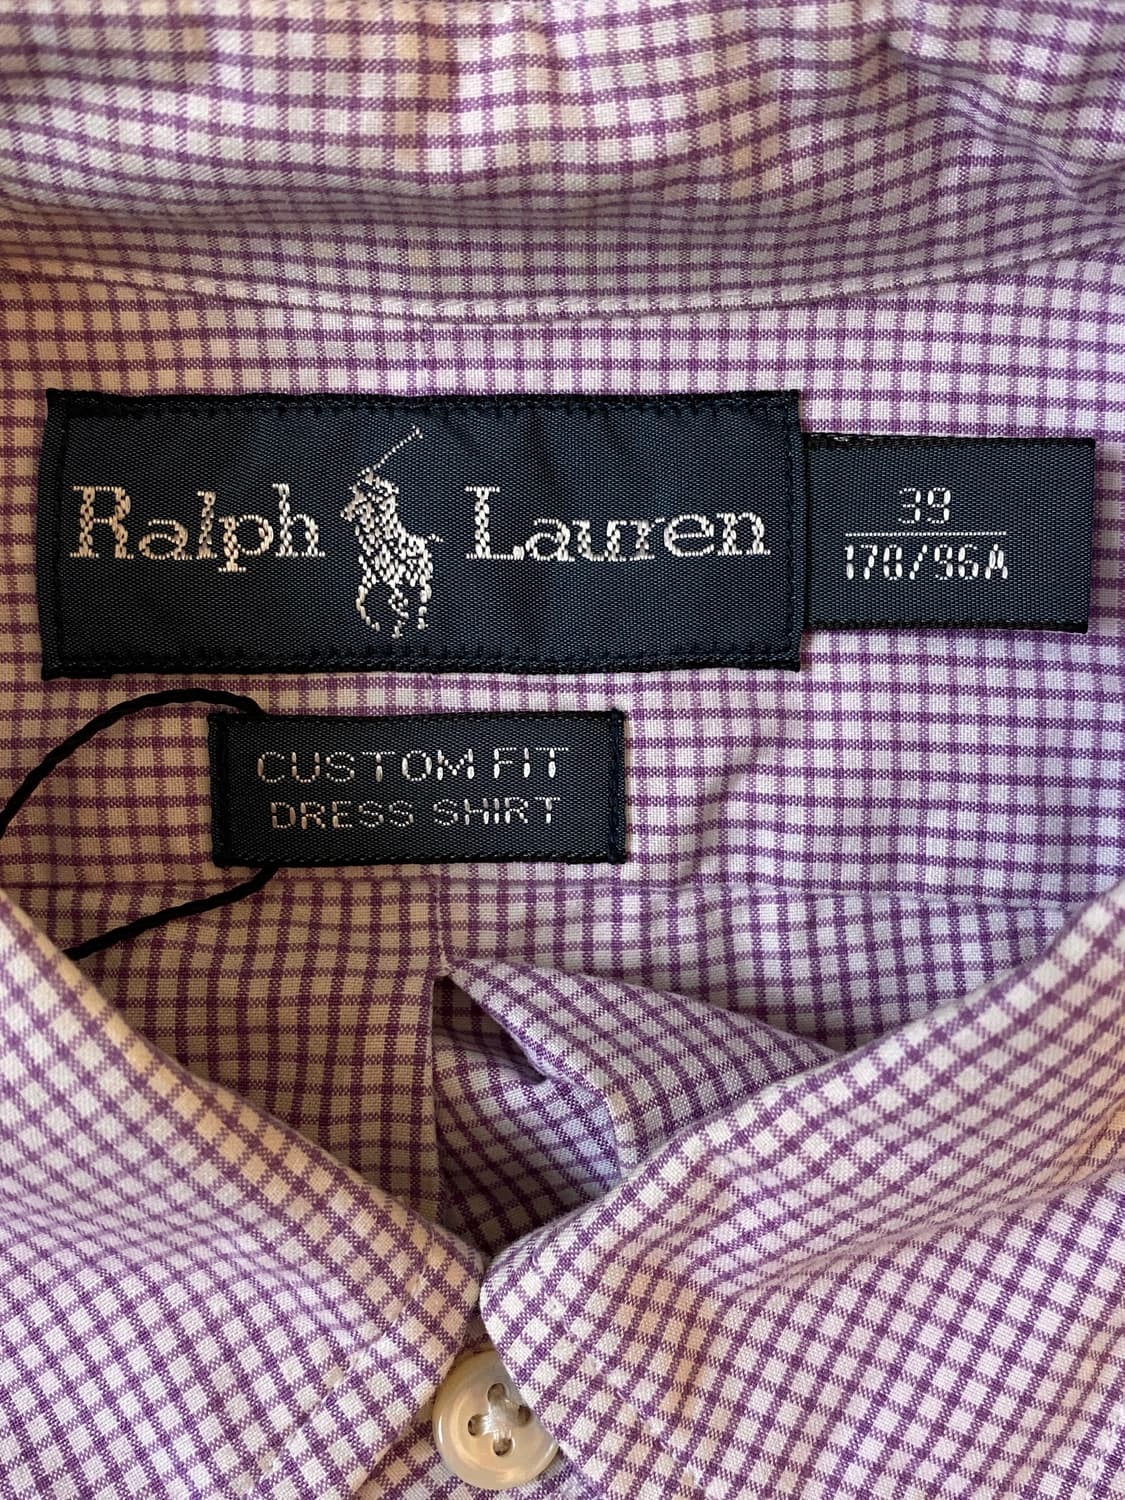 Ralph Lauren
39
170/96A
CUSTOM FIT
DRESS SHIRT